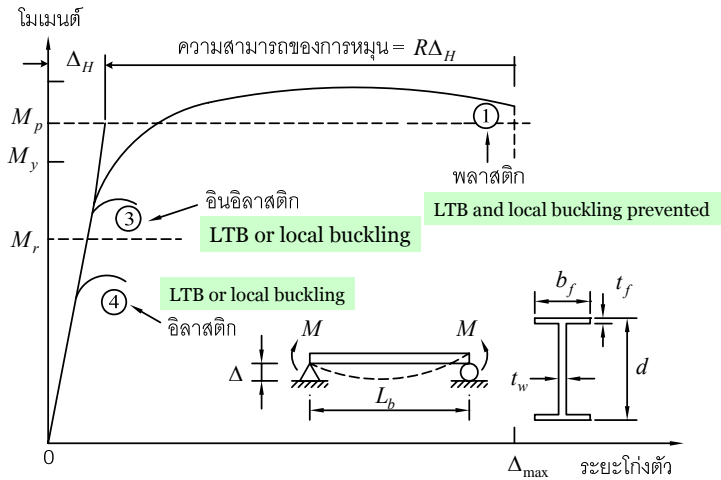 โมเมนต์
Δ_H
ความสามารถของการหมุน = RΔ_H
M_p
1
M_y
พลาสติก
อินอิลาสติก
LTB and local buckling prevented
3
LTB or local buckling
M_r
LTB or local buckling
4
อิลาสติก
b_f
t_f
M
M
Δ
t_w
d
L_b
0
Δ_max
ระยะโก่งตัว